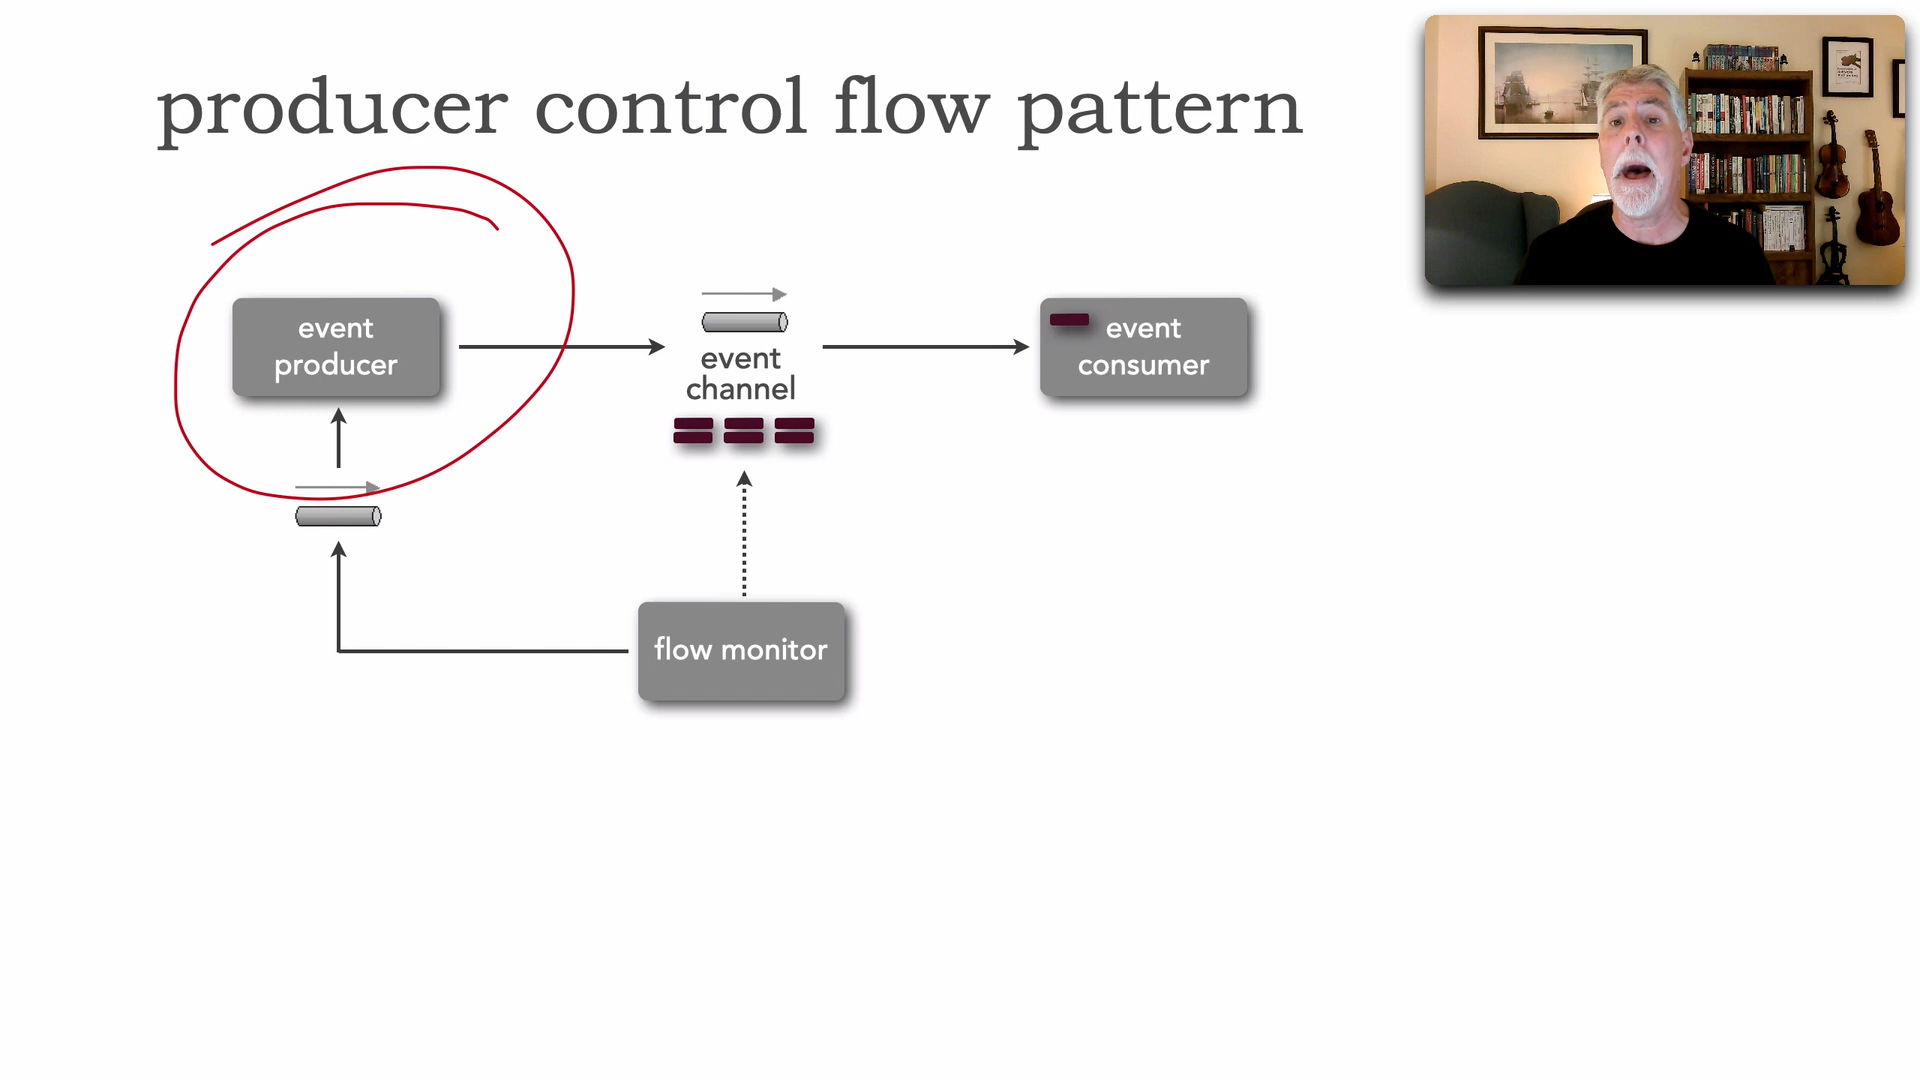 producer control flow pattern
event
producer
event
channel
event
consumer
flow monitor